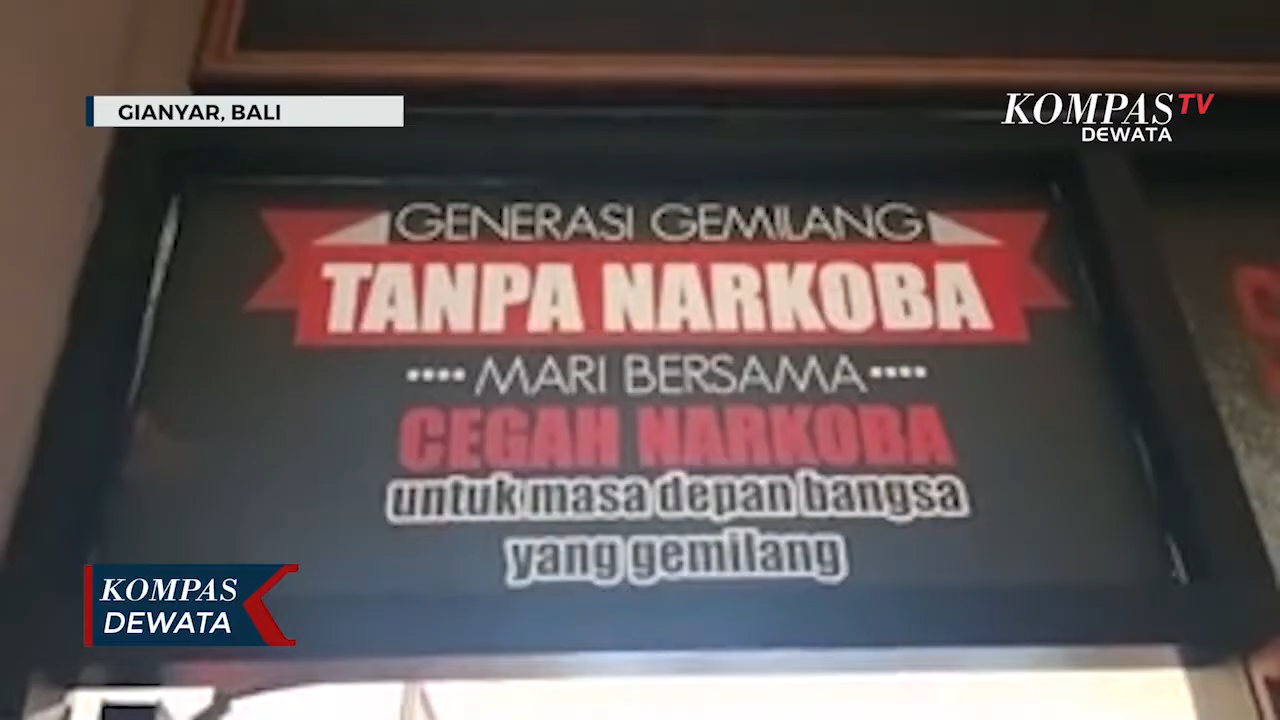 GIANYAR, BALI
KOMPAS TV
DEWATA
GENERASI GEMILANG
TANPA NARKOBA
MARI BERSAMA
CEGAH NARKOBA
untuk masa depan bangsa
yang gemilang
KOMPAS
DEWATA